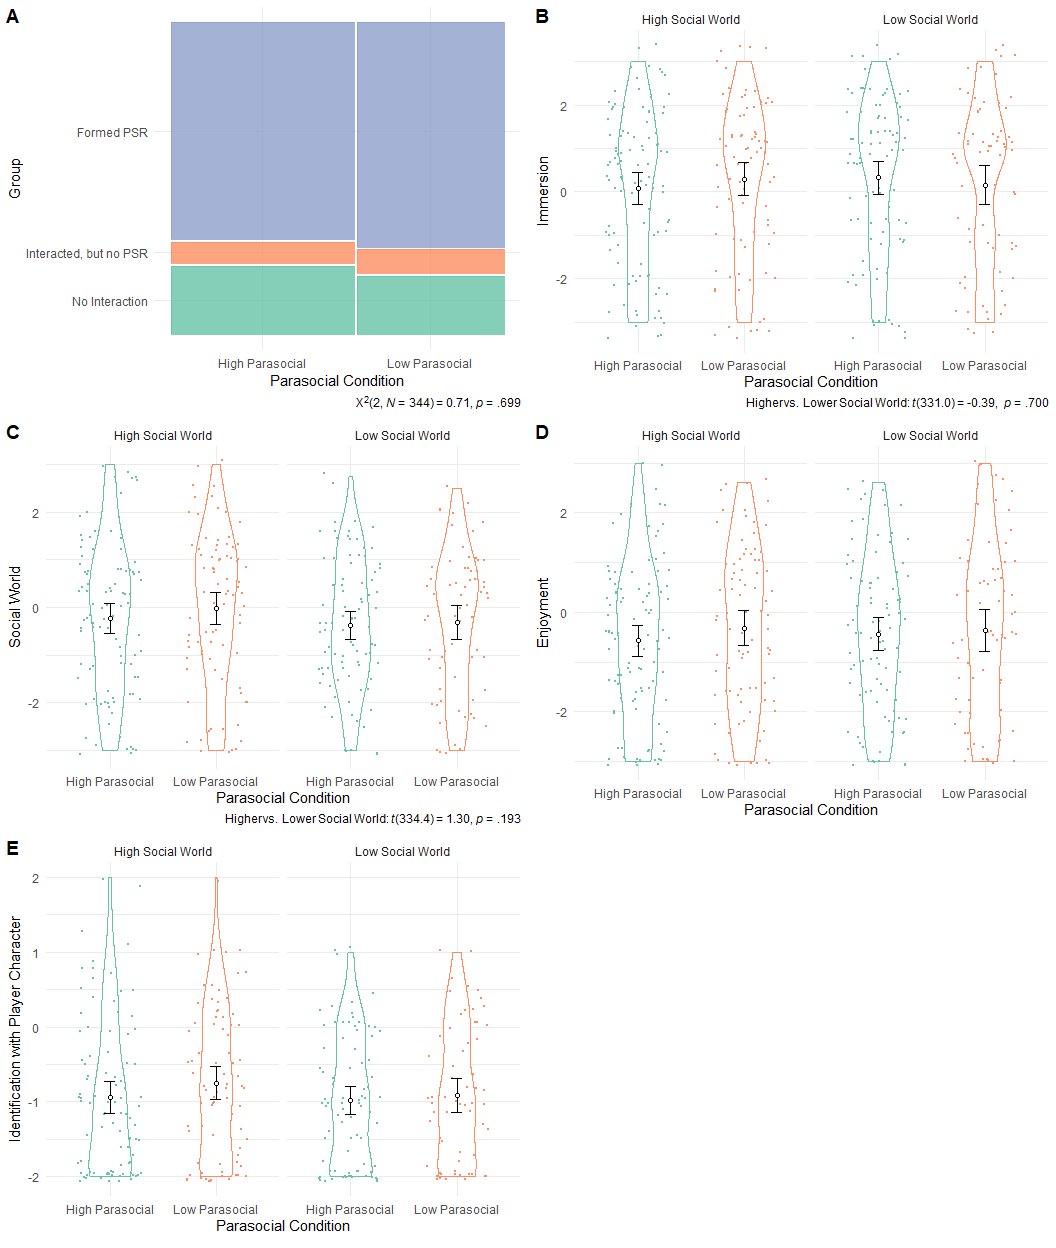 A
Group
Formed PSR
Interacted, but no PSR
No Interaction
High Parasocial
Low Parasocial
Parasocial Condition
X²(2, N = 344) = 0.71, p = .699
B
High Social World
Low Social World
Immersion
2
0
-2
High Parasocial
Low Parasocial
High Parasocial
Low Parasocial
Parasocial Condition
Highervs. Lower Social World: t(331.0) = -0.39, p = .700
C
High Social World
Low Social World
Social World
2
0
-2
High Parasocial
Low Parasocial
High Parasocial
Low Parasocial
Parasocial Condition
Highervs. Lower Social World: t(334.4) = 1.30, p = .193
D
High Social World
Low Social World
Enjoyment
2
0
-2
High Parasocial
Low Parasocial
High Parasocial
Low Parasocial
Parasocial Condition
E
High Social World
Low Social World
Identification with Player Character
2
1
0
-1
-2
High Parasocial
Low Parasocial
High Parasocial
Low Parasocial
Parasocial Condition